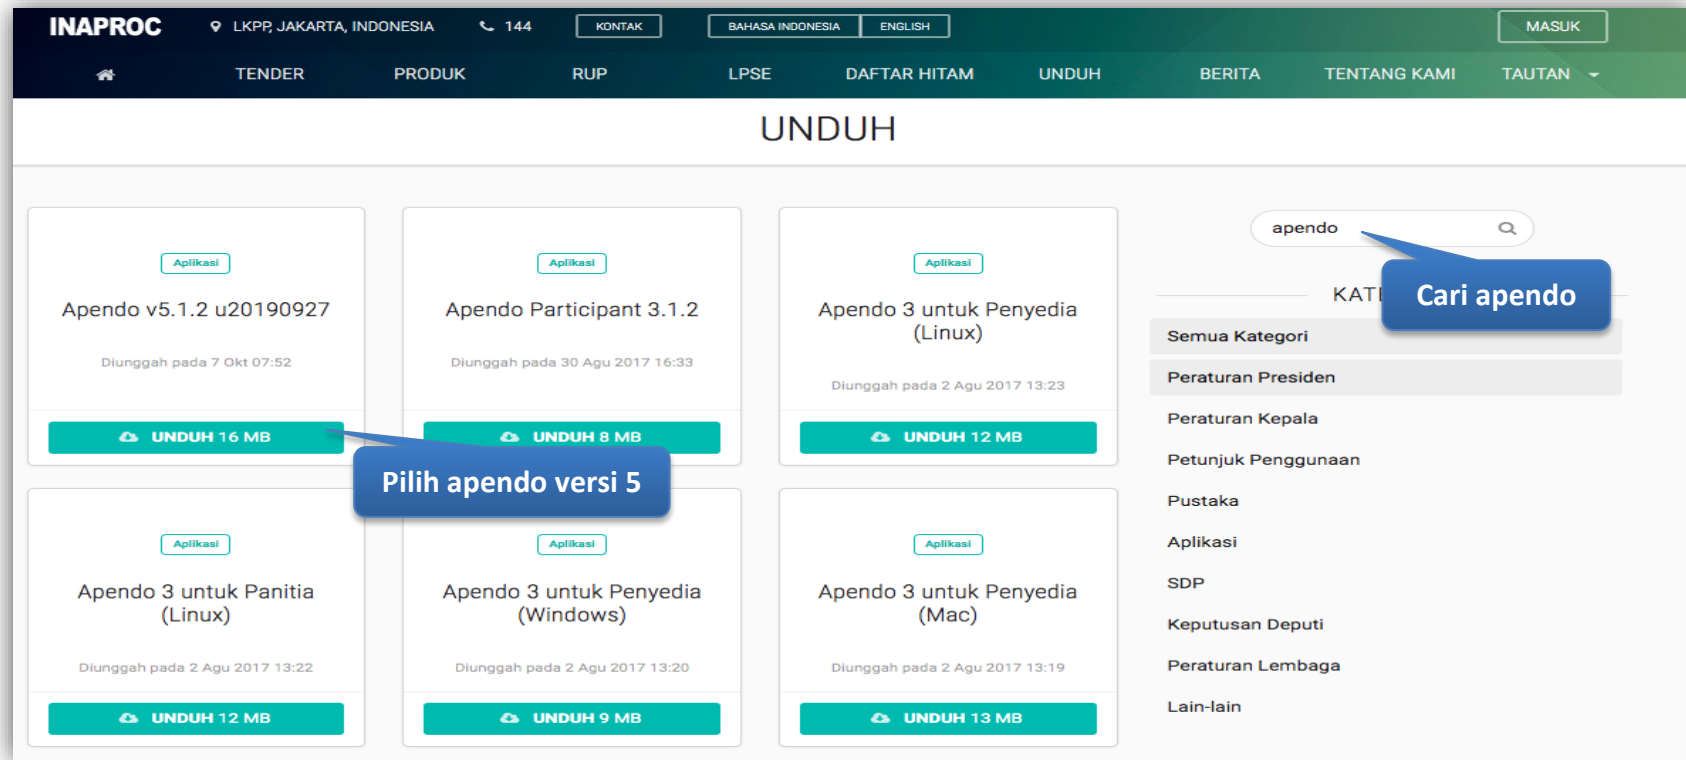 INAPROC LKPP, JAKARTA, INDONESIA 144 KONTAK BAHASA INDONESIA ENGLISH MASUK
TENDER PRODUK RUP LPSE DAFTAR HITAM UNDUH BERITA TENTANG KAMI TAUTAN
UNDUH
Aplikasi
Apendo v5.1.2 u20190927
Diunggah pada 7 Okt 07:52
UNDUH 16 MB
Aplikasi
Apendo Participant 3.1.2
Diunggah pada 30 Agu 2017 16:33
UNDUH 8 MB
Aplikasi
Apendo 3 untuk Penyedia
(Linux)
Diunggah pada 2 Agu 2017 13:23
UNDUH 12 MB
Pilih apendo versi 5
Aplikasi
Apendo 3 untuk Panitia
(Linux)
Diunggah pada 2 Agu 2017 13:22
UNDUH 12 MB
Aplikasi
Apendo 3 untuk Penyedia
(Windows)
Diunggah pada 2 Agu 2017 13:20
UNDUH 9 MB
Aplikasi
Apendo 3 untuk Penyedia
(Mac)
Diunggah pada 2 Agu 2017 13:19
UNDUH 13 MB
apendo
Cari apendo
Semua Kategori
Peraturan Presiden
Peraturan Kepala
Petunjuk Penggunaan
Pustaka
Aplikasi
SDP
Keputusan Deputi
Peraturan Lembaga
Lain-lain